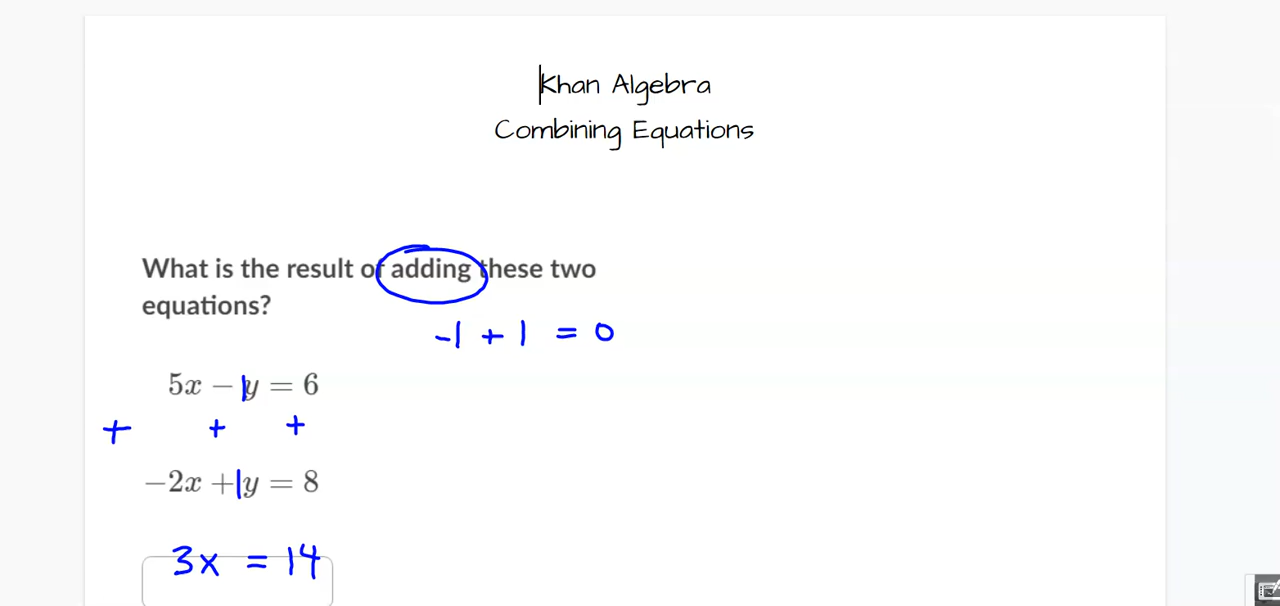 Khan Algebra
Combining Equations
What is the result of adding these two
equations?
-1 + 1 = 0
5x − 1y = 6
+ + +
−2x + 1y = 8
3x = 14